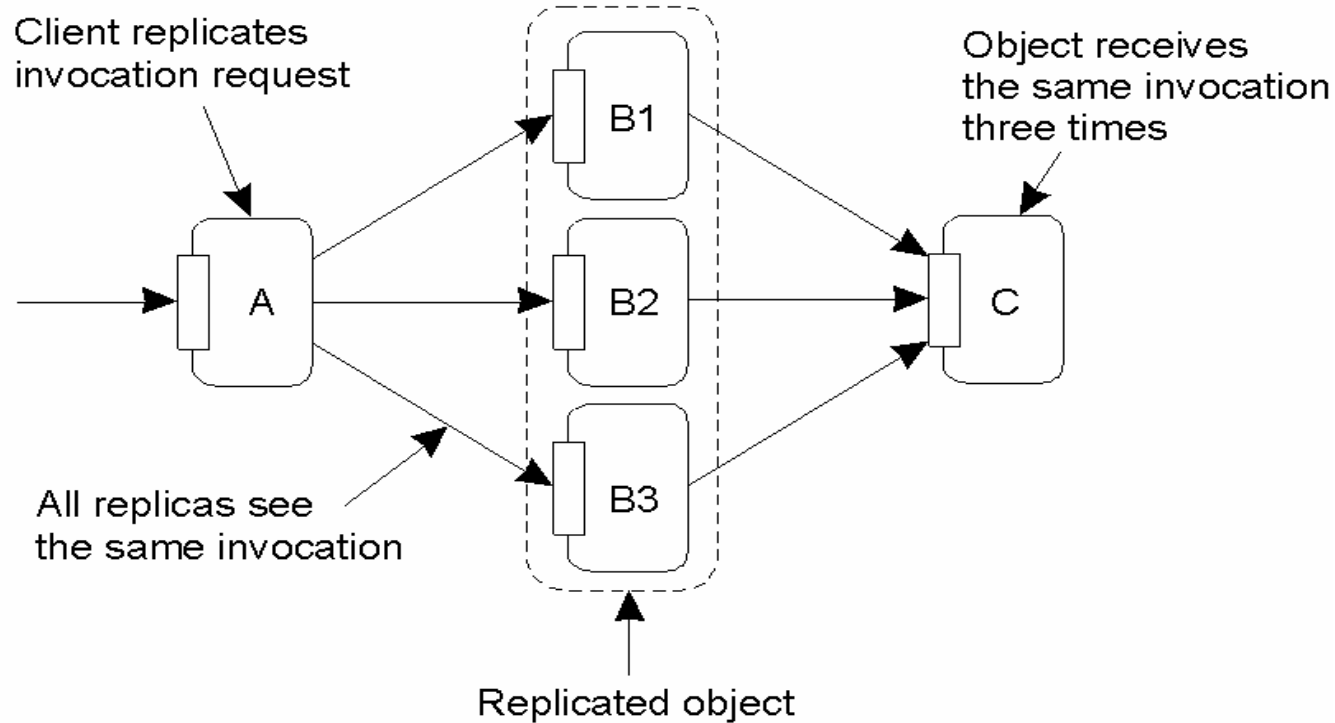 Client replicates
invocation request
Object receives
the same invocation
three times
B1
A
B2
C
B3
All replicas see
the same invocation
Replicated object